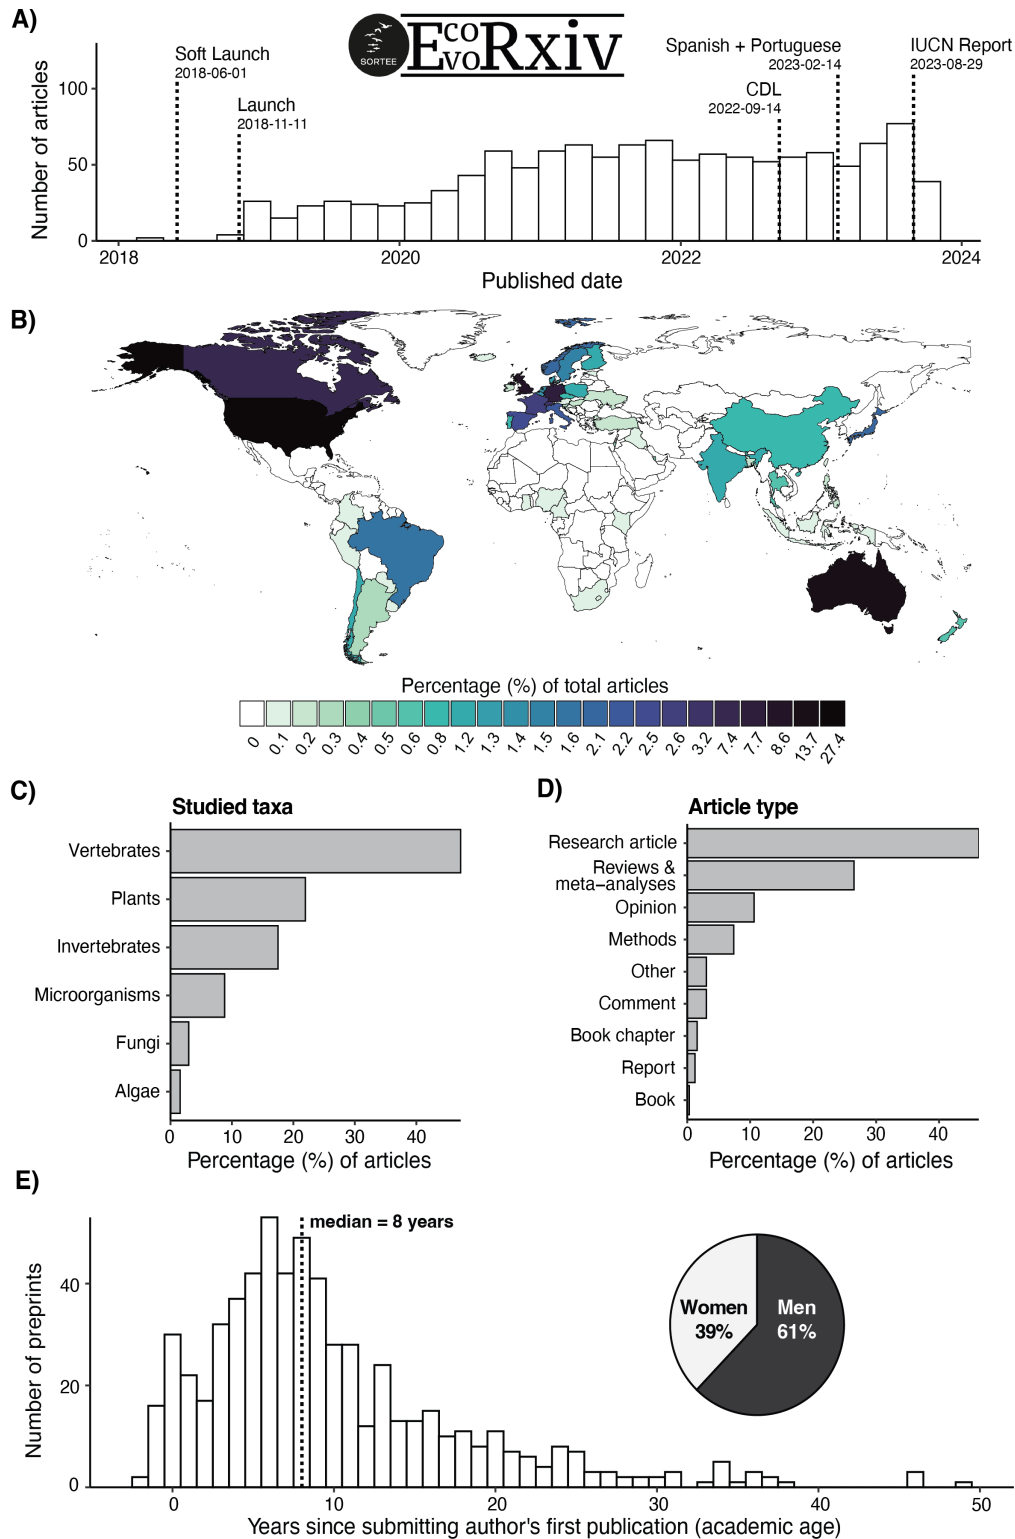 A)
SORTEE
EcoEvoRxiv
Soft Launch
2018-06-01
Launch
2018-11-11
Spanish + Portuguese
2023-02-14
CDL
2022-09-14
IUCN Report
2023-08-29
Number of articles
100
50
0
2018
2020
2022
2024
Published date
B)
Percentage (%) of total articles
0
0.1
0.2
0.3
0.4
0.5
0.6
0.8
1.2
1.3
1.4
1.5
1.6
2.1
2.2
2.5
2.6
3.2
7.4
7.7
8.6
13.7
27.4
C)
Studied taxa
Vertebrates
Plants
Invertebrates
Microorganisms
Fungi
Algae
0
10
20
30
40
Percentage (%) of articles
D)
Article type
Research article
Reviews &
meta−analyses
Opinion
Methods
Other
Comment
Book chapter
Report
Book
0
10
20
30
40
Percentage (%) of articles
E)
median = 8 years
Number of preprints
40
20
0
Women
39%
Men
61%
0
10
20
30
40
50
Years since submitting author's first publication (academic age)